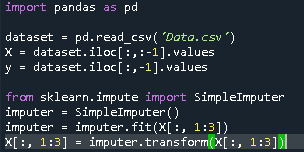 import pandas as pd
dataset = pd.read_csv('Data.csv')
X = dataset.iloc[:,:-1].values
y = dataset.iloc[:,-1].values
from sklearn.impute import SimpleImputer
imputer = SimpleImputer()
imputer = imputer.fit(X[:, 1:3])
X[:, 1:3] = imputer.transform(X[:, 1:3])